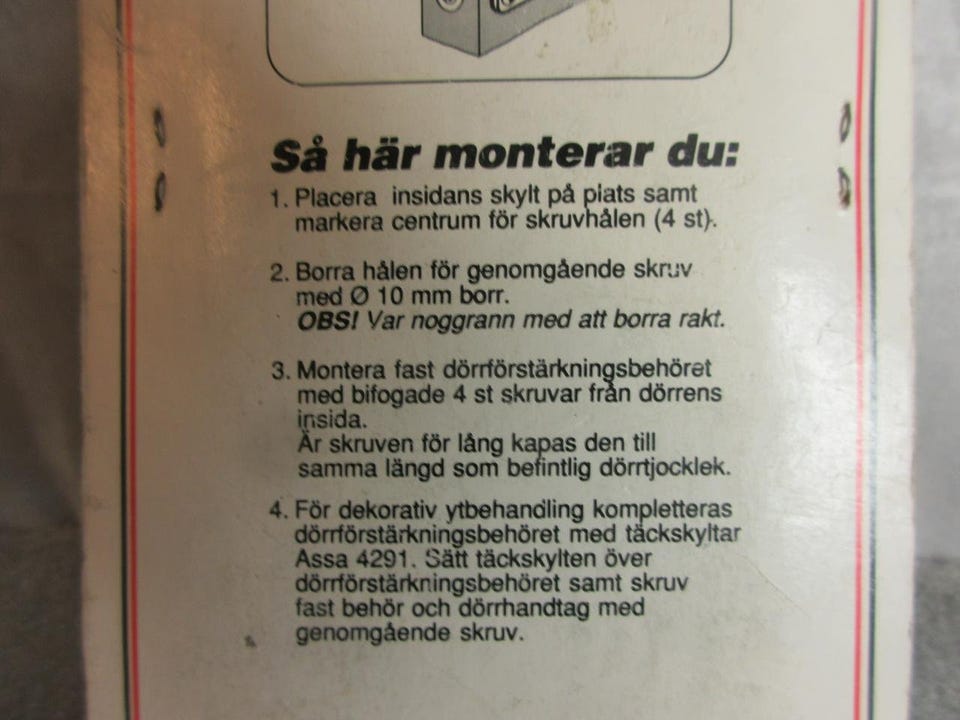 Så här monterar du:
1. Placera insidans skylt på plats samt
markera centrum för skruvhålen (4 st).
2. Borra hålen för genomgående skruv
med Ø 10 mm borr.
OBS! Var noggrann med att borra rakt.
3. Montera fast dörrförstärkningsbehöret
med bifogade 4 st skruvar från dörrens
insida.
Är skruven för lång kapas den till
samma längd som befintlig dörrtjocklek.
4. För dekorativ ytbehandling kompletteras
dörrförstärkningsbehöret med täckskyltar
Assa 4291. Sätt täckskylten över
dörrförstärkningsbehöret samt skruv
fast behör och dörrhandtag med
genomgående skruv.